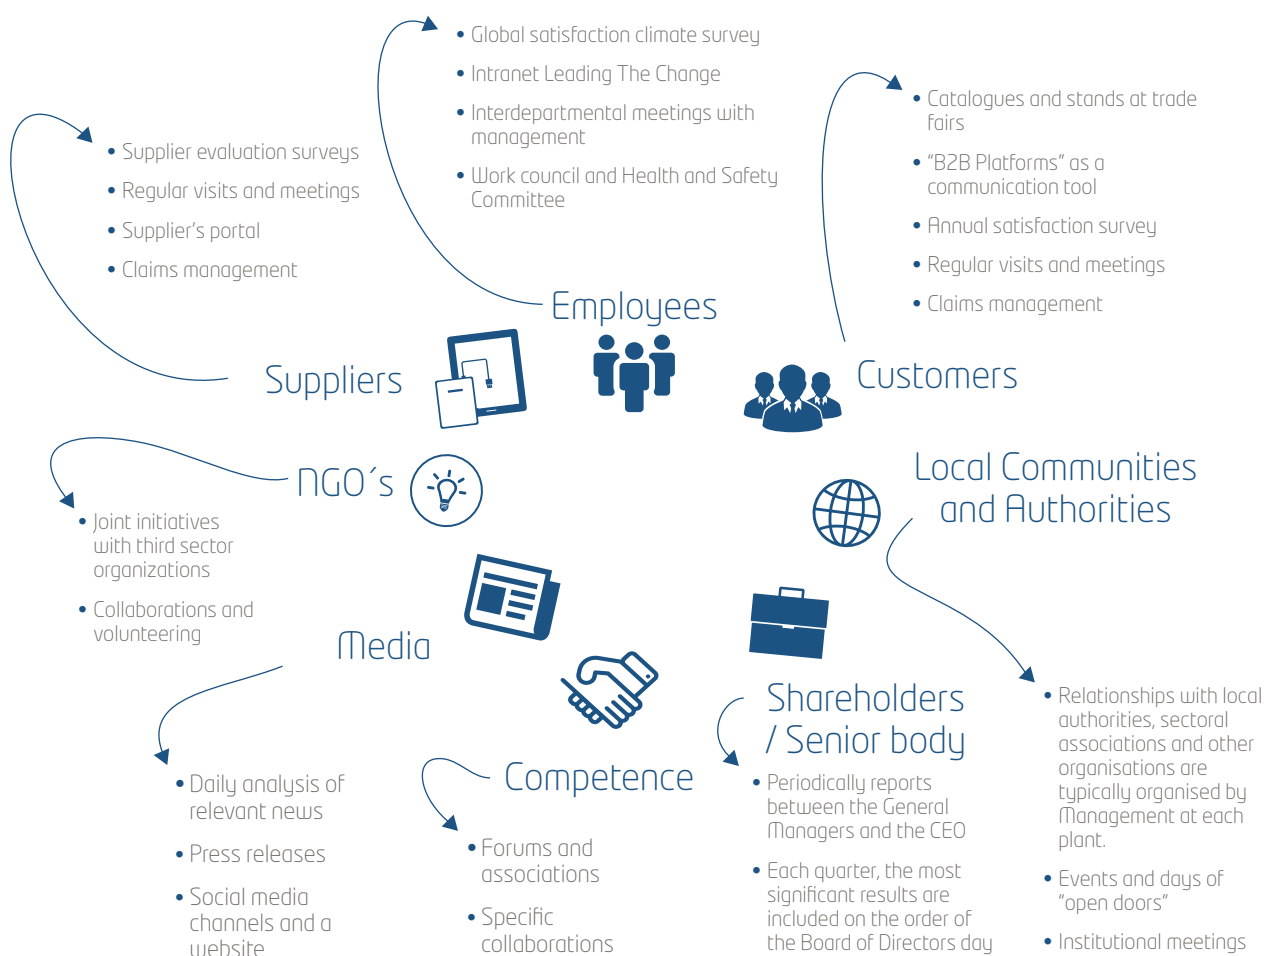 Employees
• Global satisfaction climate survey
• Intranet Leading The Change
• Interdepartmental meetings with
management
• Work council and Health and Safety
Committee
Customers
• Catalogues and stands at trade
fairs
• “B2B Platforms” as a
communication tool
• Annual satisfaction survey
• Regular visits and meetings
• Claims management
Suppliers
• Supplier evaluation surveys
• Regular visits and meetings
• Supplier’s portal
• Claims management
NGO´s
• Joint initiatives
with third sector
organizations
• Collaborations and
volunteering
Local Communities
and Authorities
• Relationships with local
authorities, sectoral
associations and other
organisations are
typically organised by
Management at each
plant.
• Events and days of
“open doors”
• Institutional meetings
Media
• Daily analysis of
relevant news
• Press releases
• Social media
channels and a
website
Competence
• Forums and
associations
• Specific
collaborations
Shareholders
/ Senior body
• Periodically reports
between the General
Managers and the CEO
• Each quarter, the most
significant results are
included on the order of
the Board of Directors day